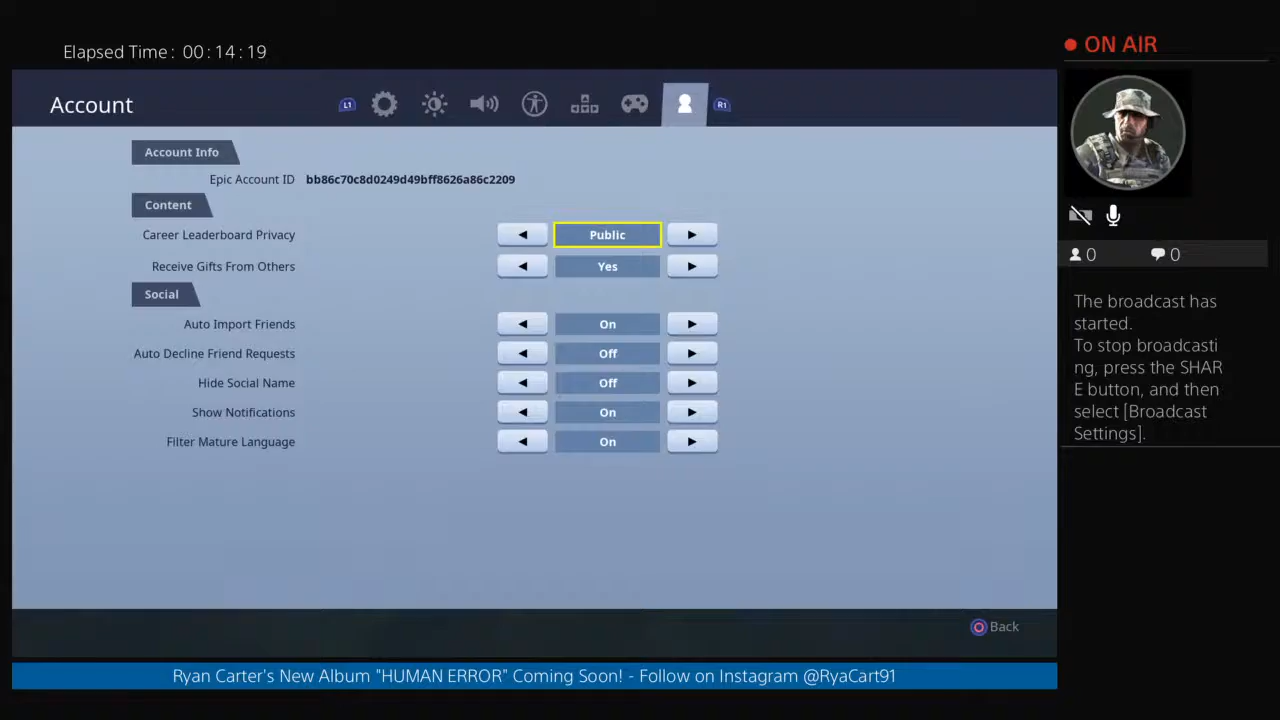 Elapsed Time: 00:14:19
ON AIR
Account
L1
R1
Account Info
Epic Account ID bb86c70c8d0249d49bff8626a86c2209
Content
Career Leaderboard Privacy ◄ Public ►
Receive Gifts From Others ◄ Yes ►
Social
Auto Import Friends ◄ On ►
Auto Decline Friend Requests ◄ Off ►
Hide Social Name ◄ Off ►
Show Notifications ◄ On ►
Filter Mature Language ◄ On ►
Back
0 0
The broadcast has
started.
To stop broadcasti
ng, press the SHAR
E button, and then
select [Broadcast
Settings].
Ryan Carter's New Album "HUMAN ERROR" Coming Soon! - Follow on Instagram @RyaCart91